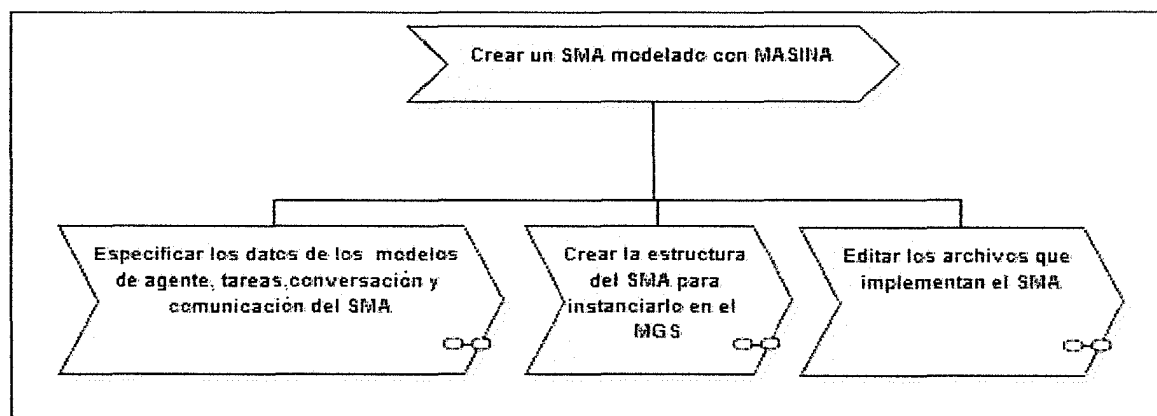 Crear un SMA modelado con MASINA
Especificar los datos de los modelos
de agente, tareas,conversación y
comunicación del SMA
Crear la estructura
del SMA para
instanciarlo en el
MGS
Editar los archivos que
implementan el SMA